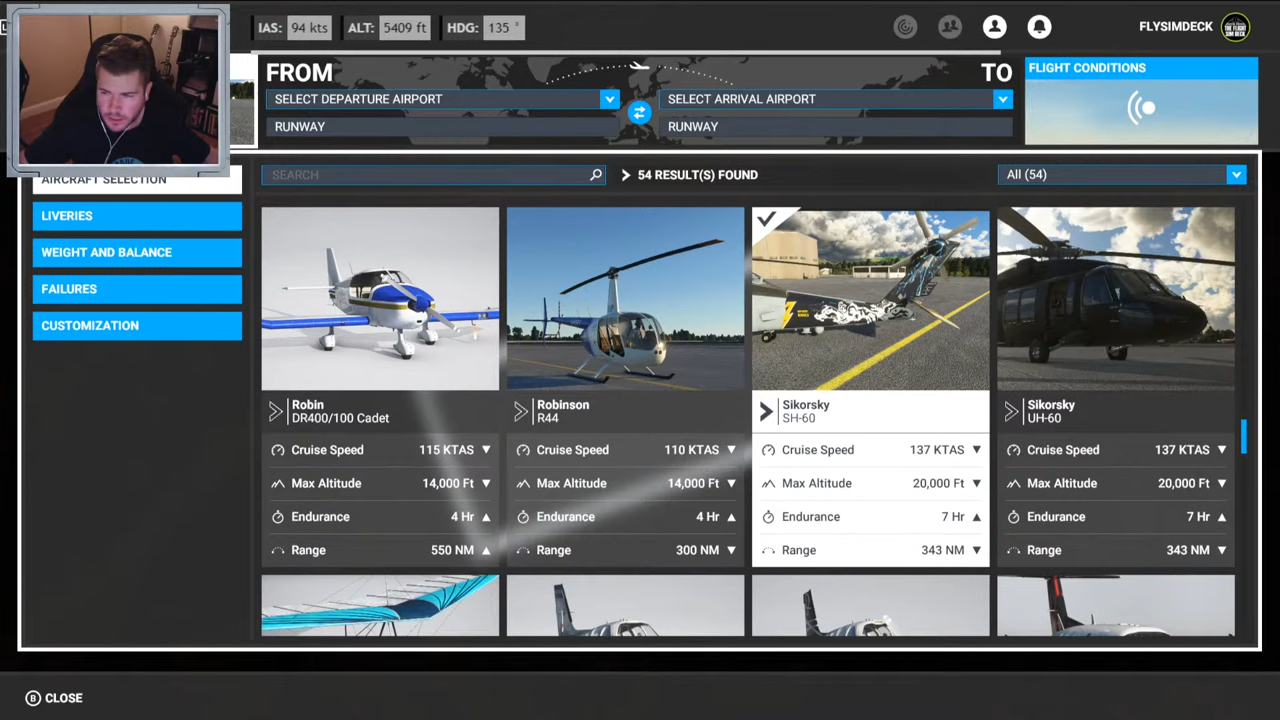 IAS: 94 kts ALT: 5409 ft HDG: 135 °
FLYSIMDECK
FROM
TO
SELECT DEPARTURE AIRPORT
SELECT ARRIVAL AIRPORT
RUNWAY
RUNWAY
FLIGHT CONDITIONS
AIRCRAFT SELECTION
LIVERIES
WEIGHT AND BALANCE
FAILURES
CUSTOMIZATION
SEARCH
54 RESULT(S) FOUND
All (54)
Robin
DR400/100 Cadet
Cruise Speed 115 KTAS
Max Altitude 14,000 Ft
Endurance 4 Hr
Range 550 NM
Robinson
R44
Cruise Speed 110 KTAS
Max Altitude 14,000 Ft
Endurance 4 Hr
Range 300 NM
Sikorsky
SH-60
Cruise Speed 137 KTAS
Max Altitude 20,000 Ft
Endurance 7 Hr
Range 343 NM
Sikorsky
UH-60
Cruise Speed 137 KTAS
Max Altitude 20,000 Ft
Endurance 7 Hr
Range 343 NM
B CLOSE